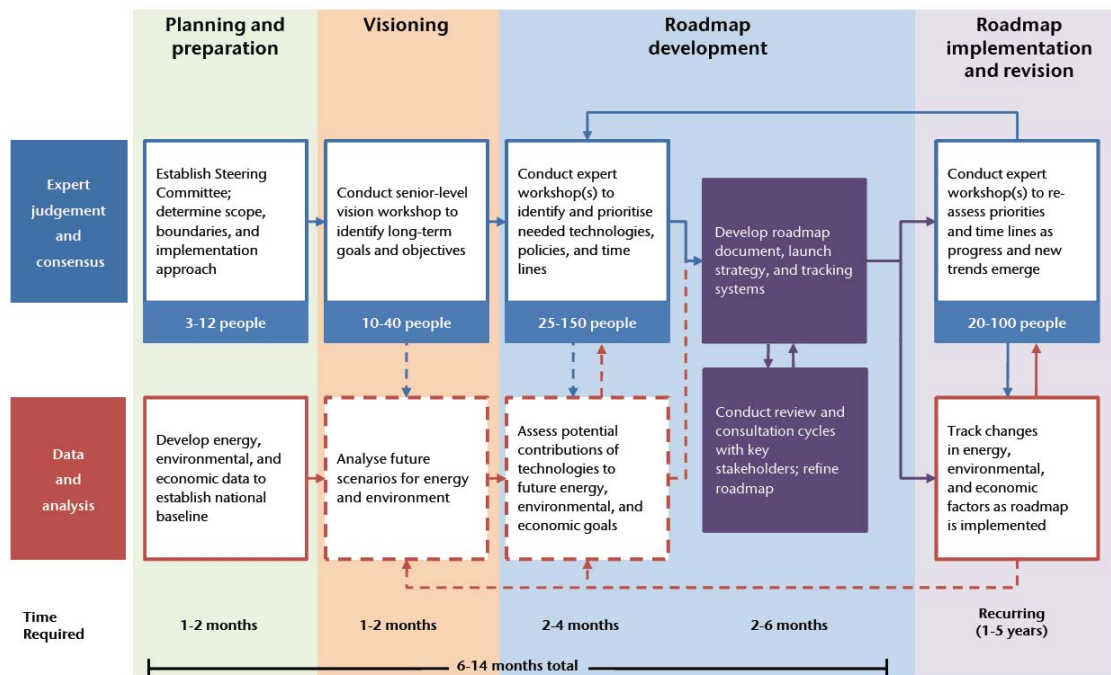 Planning and
preparation
Visioning
Roadmap
development
Roadmap
implementation
and revision
Expert
judgement
and
consensus
Establish Steering
Committee;
determine scope,
boundaries, and
implementation
approach
3-12 people
Conduct senior-level
vision workshop to
identify long-term
goals and objectives
10-40 people
Conduct expert
workshop(s) to
identify and prioritise
needed technologies,
policies, and time
lines
25-150 people
Develop roadmap
document, launch
strategy, and tracking
systems
Conduct expert
workshop(s) to re-
assess priorities
and time lines as
progress and new
trends emerge
20-100 people
Data
and
analysis
Develop energy,
environmental, and
economic data to
establish national
baseline
Analyse future
scenarios for energy
and environment
Assess potential
contributions of
technologies to
future energy,
environmental, and
economic goals
Conduct review and
consultation cycles
with key
stakeholders; refine
roadmap
Track changes
in energy,
environmental,
and economic
factors as roadmap
is implemented
Time
Required
1-2 months
1-2 months
2-4 months
2-6 months
Recurring
(1-5 years)
6-14 months total